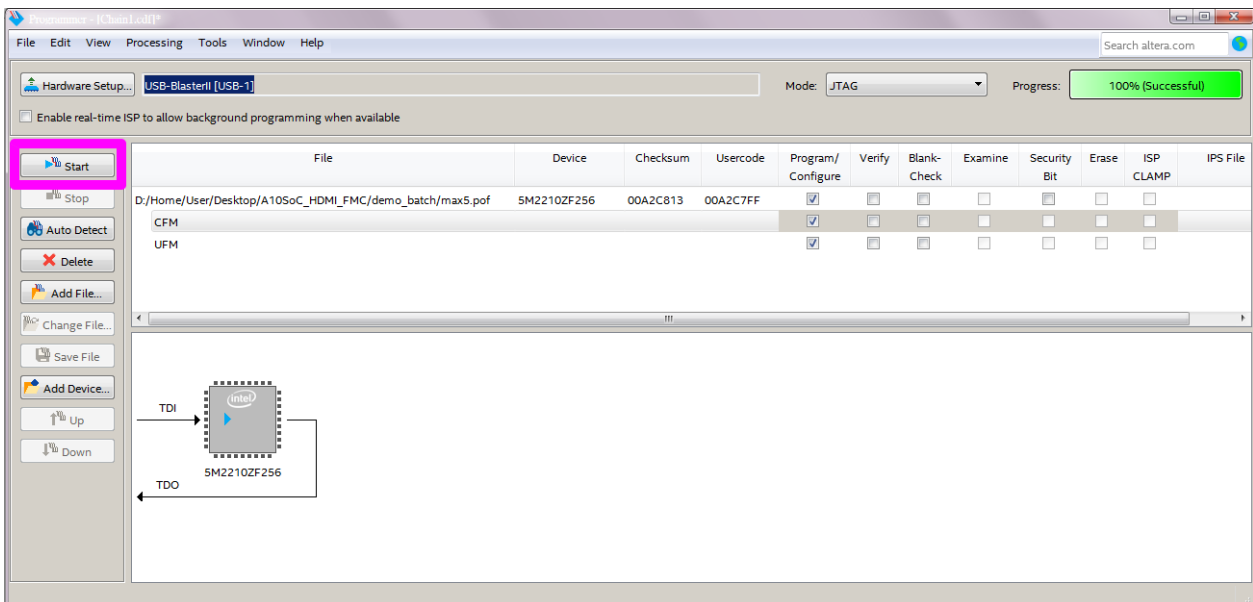 Programmer - [Chain1.cdf]*
File Edit View Processing Tools Window Help
Search altera.com
Hardware Setup... USB-BlasterII [USB-1] Mode: JTAG Progress: 100% (Successful)
Enable real-time ISP to allow background programming when available
Start
Stop
Auto Detect
Delete
Add File...
Change File...
Save File
Add Device...
Up
Down
File Device Checksum Usercode Program/ Verify Blank- Examine Security Erase ISP IPS File
Configure Check Bit CLAMP
D:/Home/User/Desktop/A10SoC_HDMI_FMC/demo_batch/max5.pof 5M2210ZF256 00A2C813 00A2C7FF
CFM
UFM
intel
TDI
5M2210ZF256
TDO